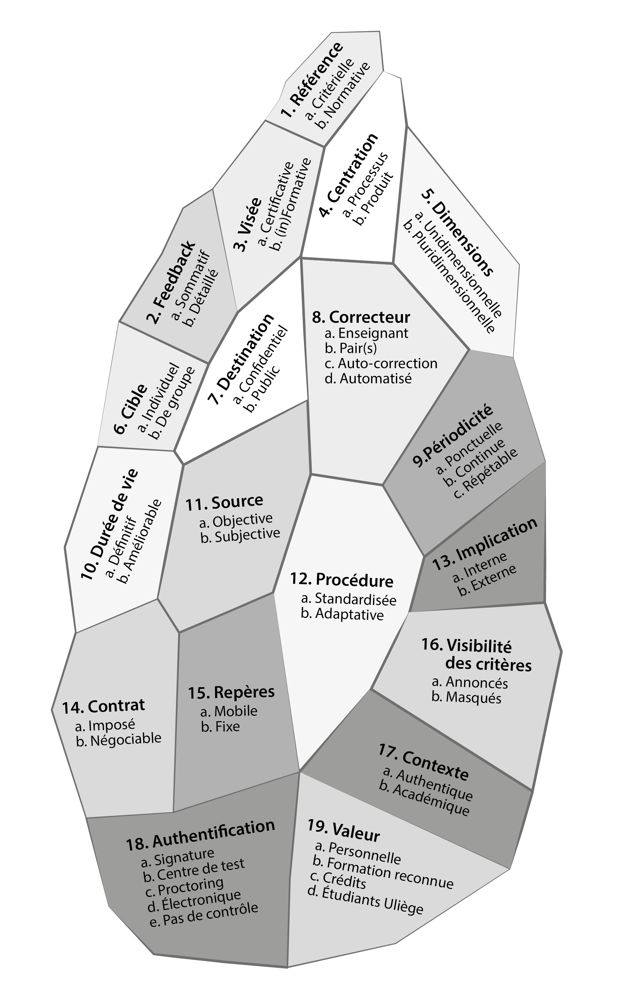 1. Référence
a. Critérielle
b. Normative
2. Feedback
a. Sommatif
b. Détaillé
3. Visée
a. Certificative
b. (in)Formative
4. Centration
a. Processus
b. Produit
5. Dimensions
a. Unidimensionnelle
b. Pluridimensionnelle
6. Cible
a. Individuel
b. De groupe
7. Destination
a. Confidentiel
b. Public
8. Correcteur
a. Enseignant
b. Pair(s)
c. Auto-correction
d. Automatisé
9.Périodicité
a. Ponctuelle
b. Continue
c. Répétable
10. Durée de vie
a. Définitif
b. Améliorable
11. Source
a. Objective
b. Subjective
12. Procédure
a. Standardisée
b. Adaptative
13. Implication
a. Interne
b. Externe
14. Contrat
a. Imposé
b. Négociable
15. Repères
a. Mobile
b. Fixe
16. Visibilité
des critères
a. Annoncés
b. Masqués
17. Contexte
a. Authentique
b. Académique
18. Authentification
a. Signature
b. Centre de test
c. Proctoring
d. Électronique
e. Pas de contrôle
19. Valeur
a. Personnelle
b. Formation reconnue
c. Crédits
d. Étudiants Uliège